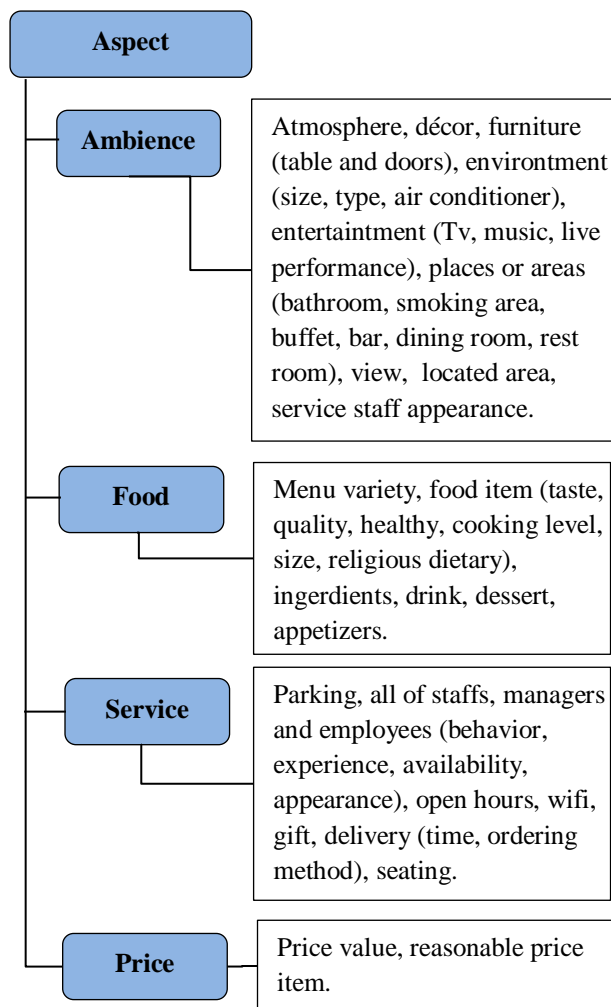 Aspect
Ambience
Atmosphere, décor, furniture
(table and doors), environtment
(size, type, air conditioner),
entertaintment (Tv, music, live
performance), places or areas
(bathroom, smoking area,
buffet, bar, dining room, rest
room), view, located area,
service staff appearance.
Food
Menu variety, food item (taste,
quality, healthy, cooking level,
size, religious dietary),
ingerdients, drink, dessert,
appetizers.
Service
Parking, all of staffs, managers
and employees (behavior,
experience, availability,
appearance), open hours, wifi,
gift, delivery (time, ordering
method), seating.
Price
Price value, reasonable price
item.